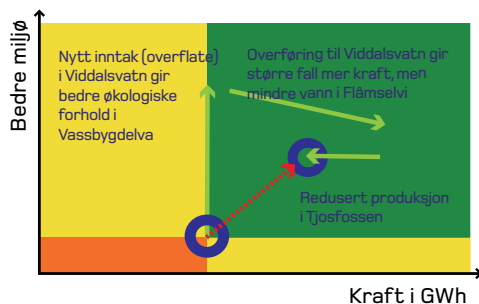 Bedre miljø
Nytt inntak (overflate)
i Viddalsvatn gir
bedre økologiske
forhold i
Vassbygdelva
Overføring til Viddalsvatn gir
større fall mer kraft, men
mindre vann i Flåmselvi
Redusert produksjon
i Tjosfossen
Kraft i GWh